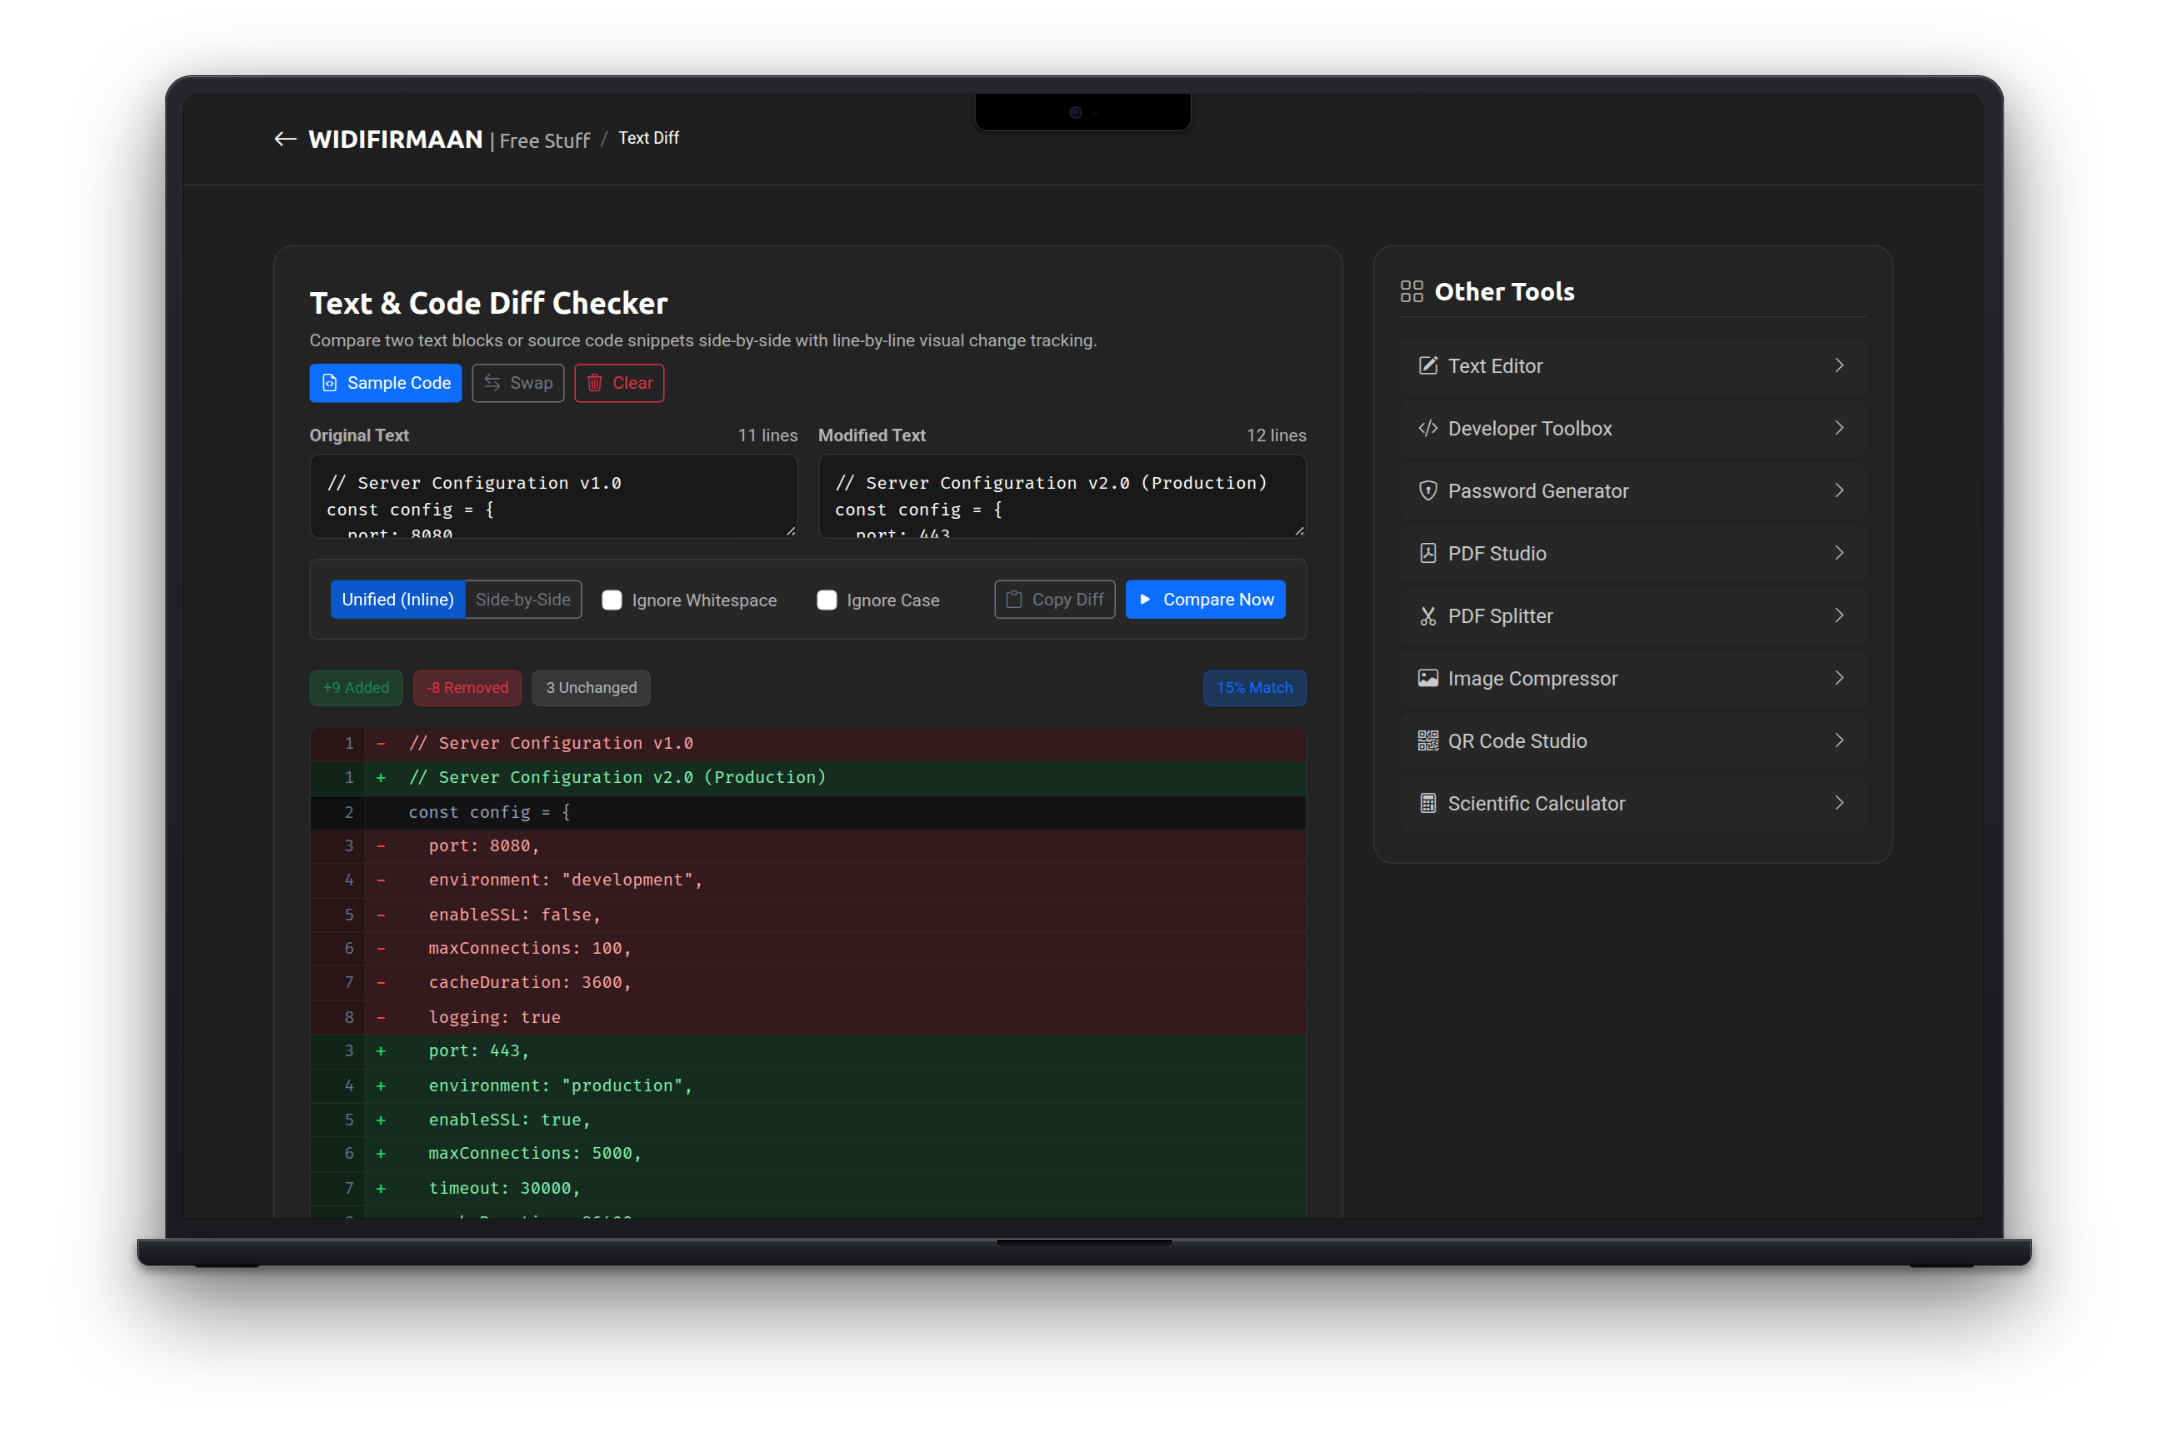 WIDIFIRMAAN | Free Stuff / Text Diff
Text & Code Diff Checker
Compare two text blocks or source code snippets side-by-side with line-by-line visual change tracking.
Sample Code Swap Clear
Original Text 11 lines
// Server Configuration v1.0
const config = {
port: 8080
Modified Text 12 lines
// Server Configuration v2.0 (Production)
const config = {
port: 443
Unified (Inline) Side-by-Side Ignore Whitespace Ignore Case Copy Diff Compare Now
+9 Added -8 Removed 3 Unchanged 15% Match
1 - // Server Configuration v1.0
1 + // Server Configuration v2.0 (Production)
2 const config = {
3 - port: 8080,
4 - environment: "development",
5 - enableSSL: false,
6 - maxConnections: 100,
7 - cacheDuration: 3600,
8 - logging: true
3 + port: 443,
4 + environment: "production",
5 + enableSSL: true,
6 + maxConnections: 5000,
7 + timeout: 30000,
Other Tools
Text Editor
Developer Toolbox
Password Generator
PDF Studio
PDF Splitter
Image Compressor
QR Code Studio
Scientific Calculator